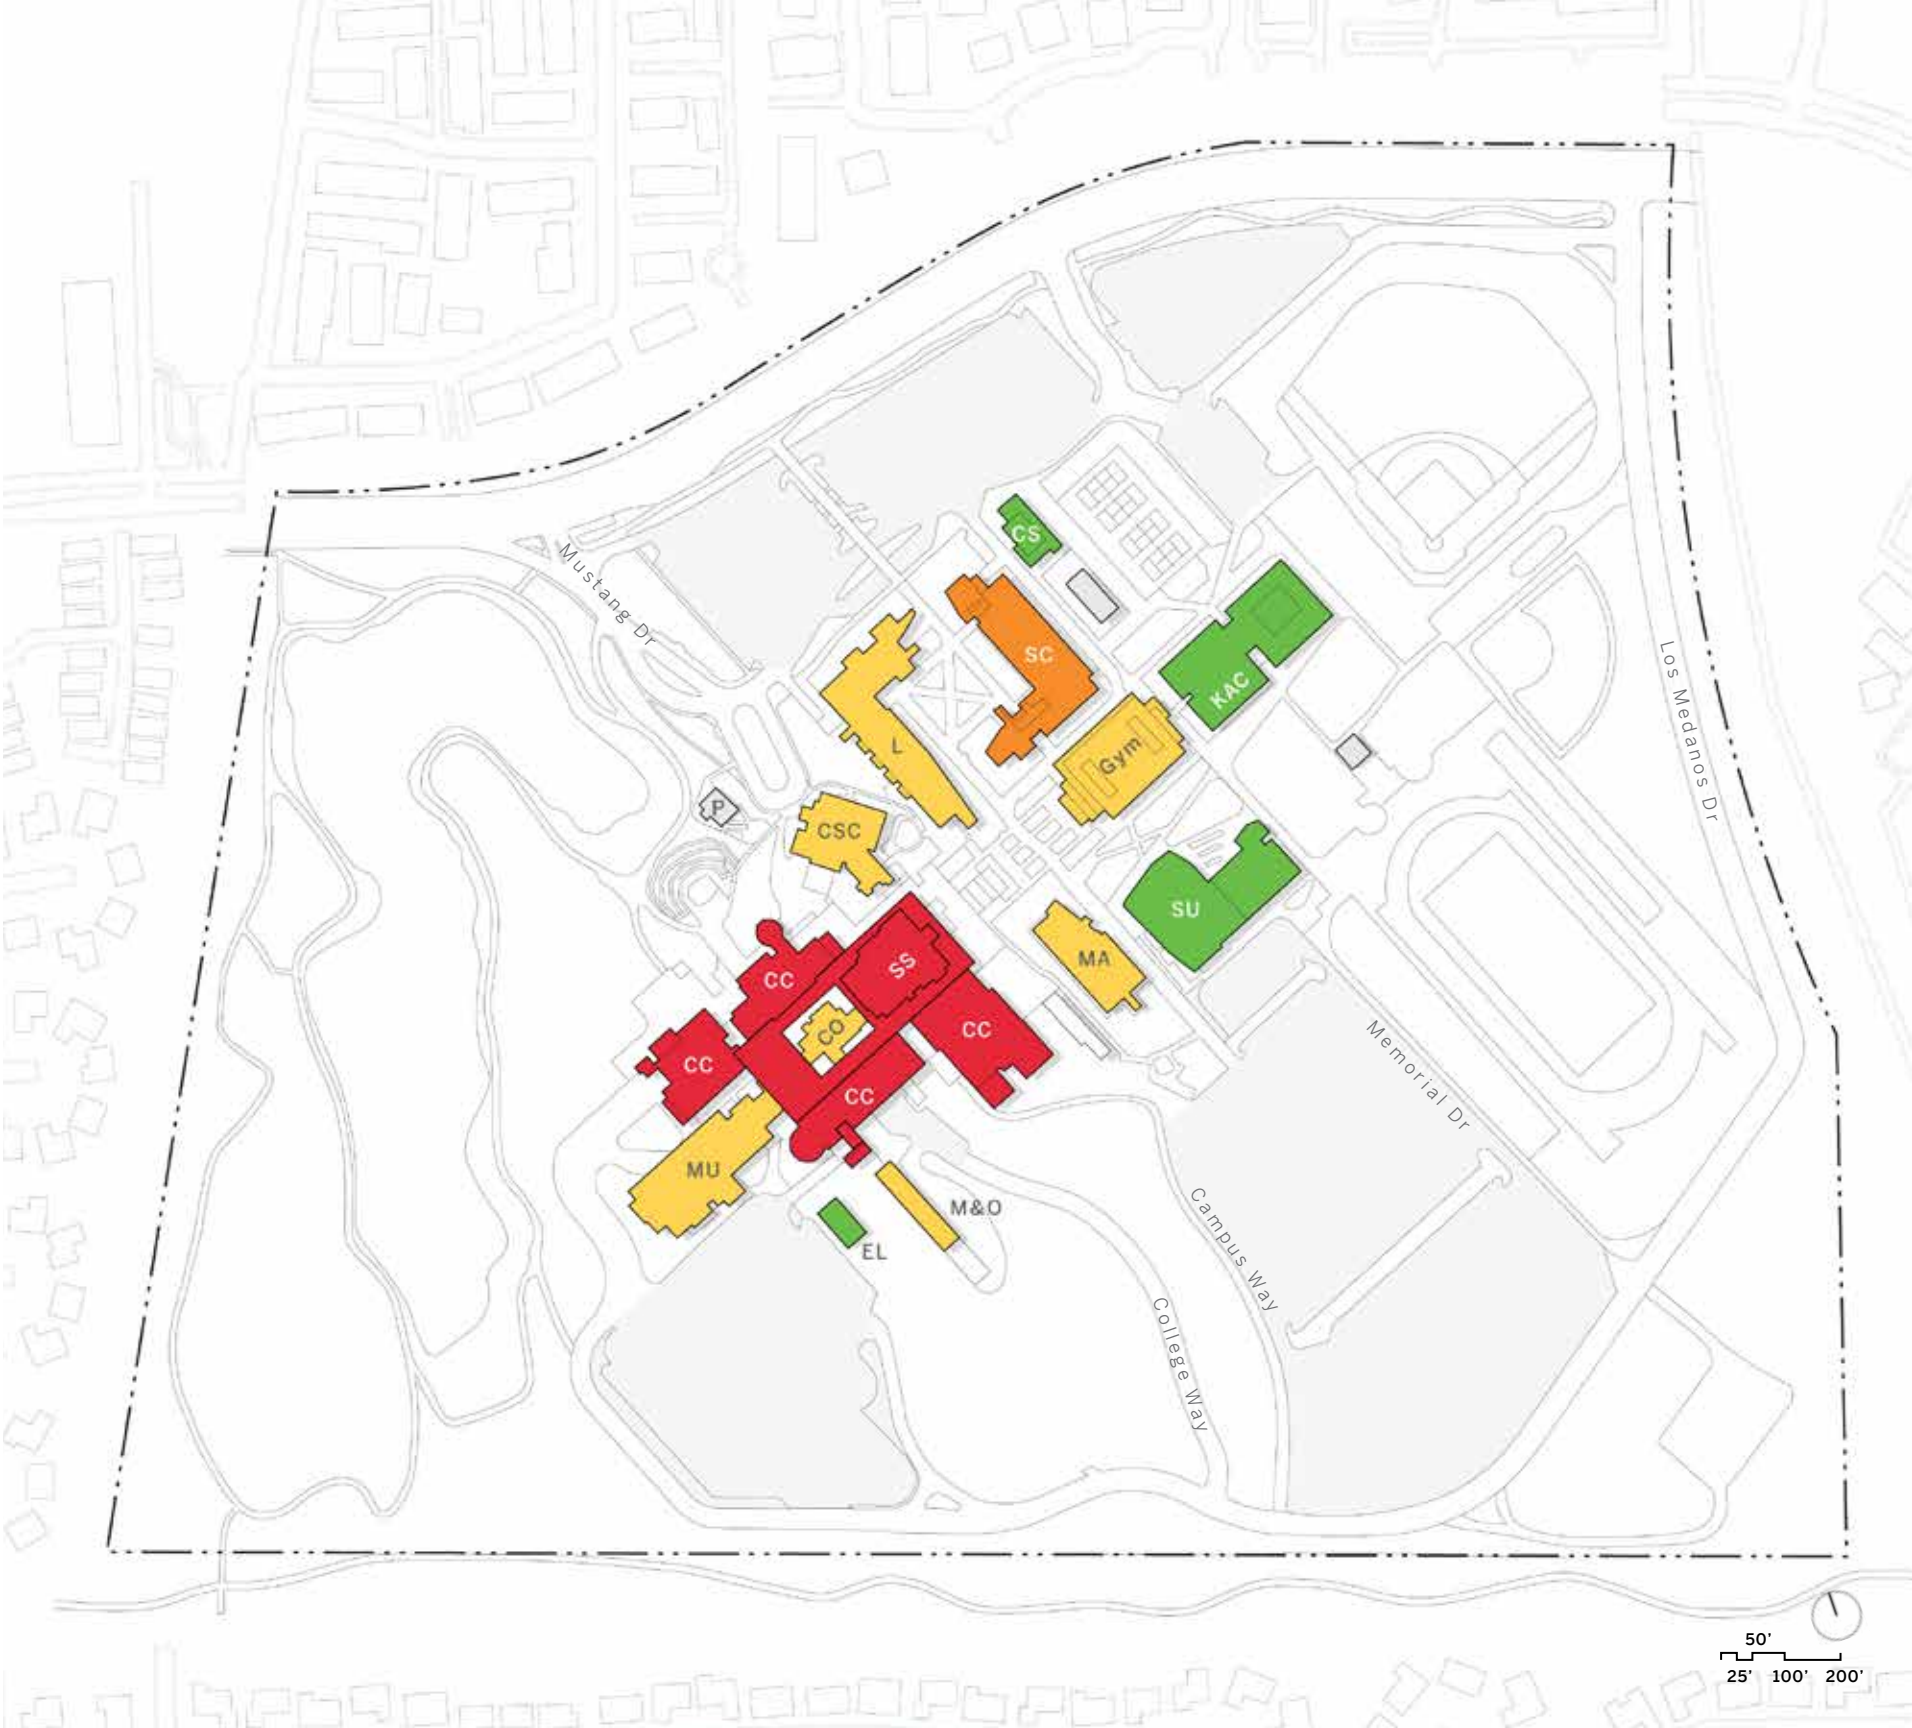 CS
Mustang Dr
SC
KAC
Los Medanos Dr
L
Gym
P
CSC
SU
MA
SS
CC
CO
CC
CC
CC
Memorial Dr
MU
M&O
Campus Way
EL
College Way
50'
25' 100' 200'